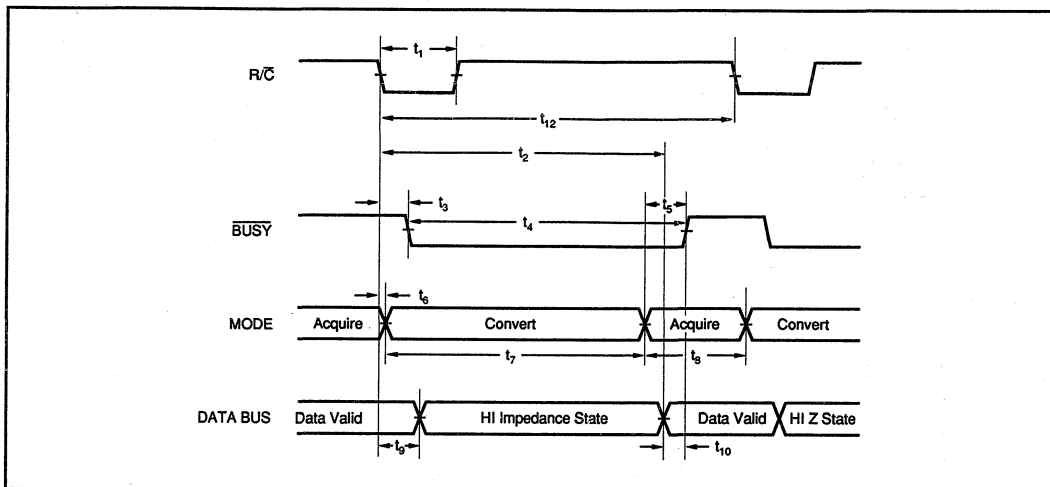 t₁
R/C̅
t₁₂
t₂
t₃
t₅
t₄
B̅U̅S̅Y̅
t₆
MODE
Acquire
Convert
Acquire
Convert
t₇
t₈
DATA BUS
Data Valid
HI Impedance State
Data Valid
HI Z State
t₉
t₁₀